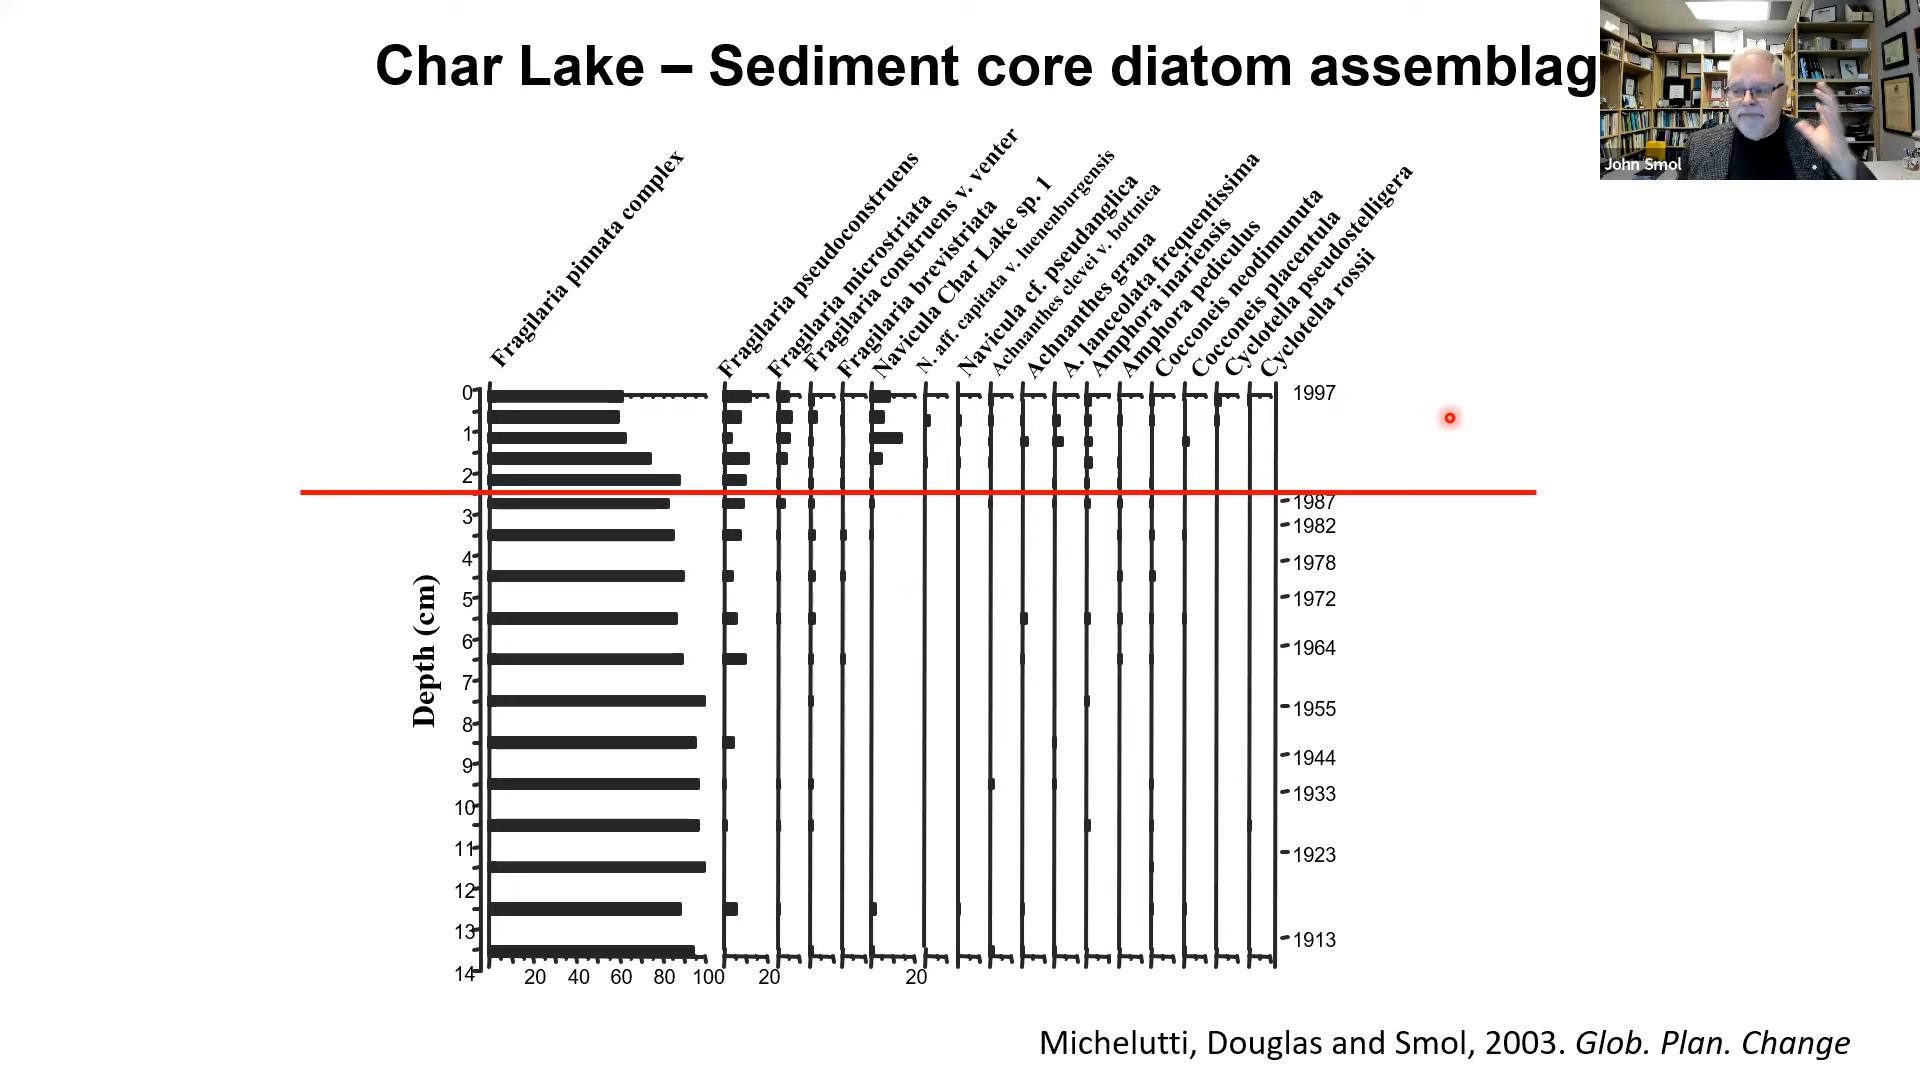 Char Lake – Sediment core diatom assemblag
John Smol
Fragilaria pinnata complex
Fragilaria pseudoconstruens
Fragilaria microstriata
Fragilaria construens v. venter
Fragilaria brevistriata
Navicula Char Lake sp. 1
N. aff. capitata v. luenenburgensis
Navicula cf. pseudanglica
Achnanthes clevei v. bottnica
Achnanthes grana
A. lanceolata frequentissima
Amphora inariensis
Amphora pediculus
Cocconeis neodimunuta
Cocconeis placentula
Cyclotella pseudostelligera
Cyclotella rossii
Depth (cm)
0
1
2
3
4
5
6
7
8
9
10
11
12
13
14
1997
1987
1982
1978
1972
1964
1955
1944
1933
1923
1913
20 40 60 80 100 20 20
Michelutti, Douglas and Smol, 2003. Glob. Plan. Change